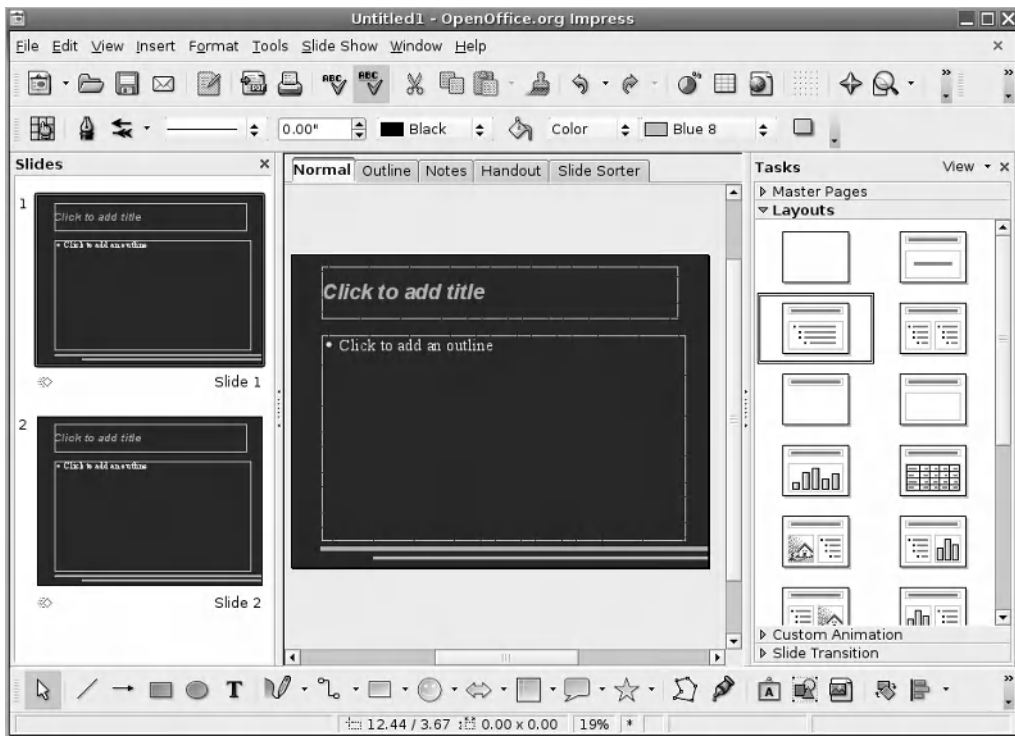 Untitled1 - OpenOffice.org Impress
File Edit View Insert Format Tools Slide Show Window Help
ABC ABC
0.00" Black Color Blue 8
Slides
1
Click to add title
• Click to add an outline
Slide 1
2
Click to add title
• Click to add an outline
Slide 2
Normal Outline Notes Handout Slide Sorter
Click to add title
• Click to add an outline
Tasks View
Master Pages
Layouts
Custom Animation
Slide Transition
T A
12.44 / 3.67 0.00 x 0.00 19% *